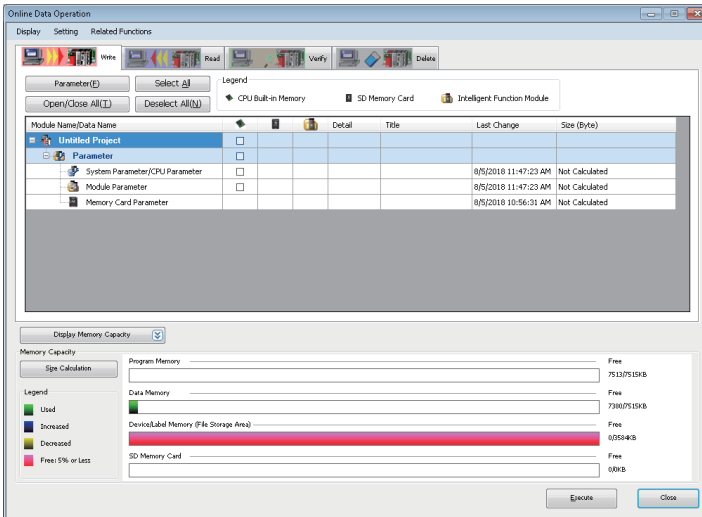 Online Data Operation
Display Setting Related Functions
Write Read Verify Delete
Parameter(F) Select All Legend
Open/Close All(T) Deselect All(N) CPU Built-in Memory SD Memory Card Intelligent Function Module
Module Name/Data Name Detail Title Last Change Size (Byte)
Untitled Project
Parameter
System Parameter/CPU Parameter 8/5/2018 11:47:23 AM Not Calculated
Module Parameter 8/5/2018 11:47:23 AM Not Calculated
Memory Card Parameter 8/5/2018 10:56:31 AM Not Calculated
Display Memory Capacity
Memory Capacity
Size Calculation
Legend
Used
Increased
Decreased
Free: 5% or Less
Program Memory Free
7513/7515KB
Data Memory Free
7380/7515KB
Device/Label Memory (File Storage Area) Free
0/3584KB
SD Memory Card Free
0/0KB
Execute Close